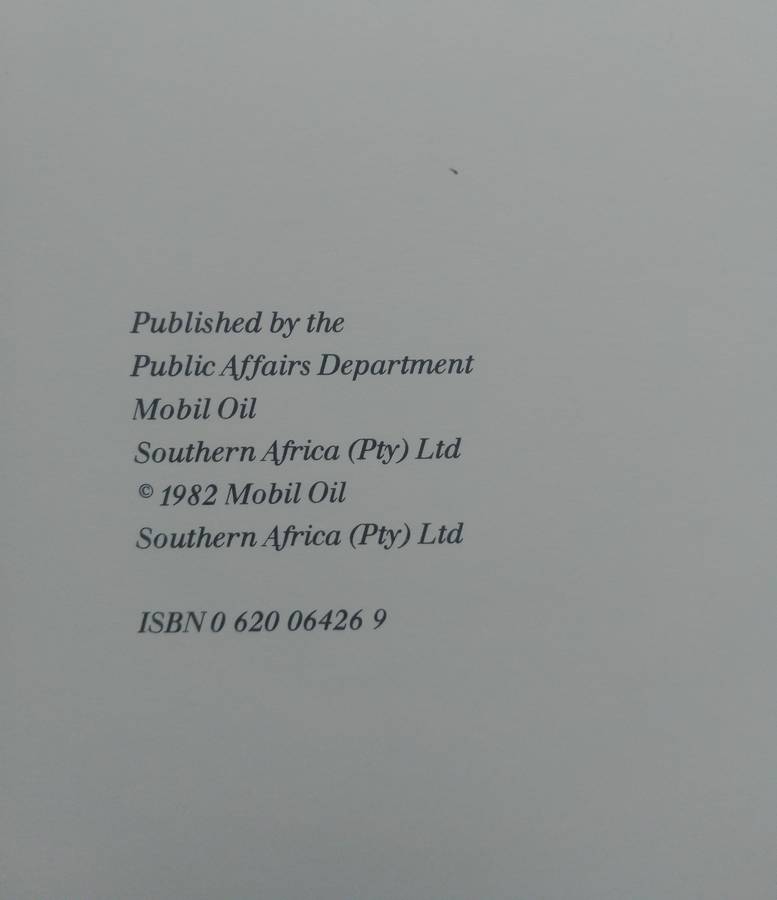 Published by the
Public Affairs Department
Mobil Oil
Southern Africa (Pty) Ltd
© 1982 Mobil Oil
Southern Africa (Pty) Ltd
ISBN 0 620 06426 9